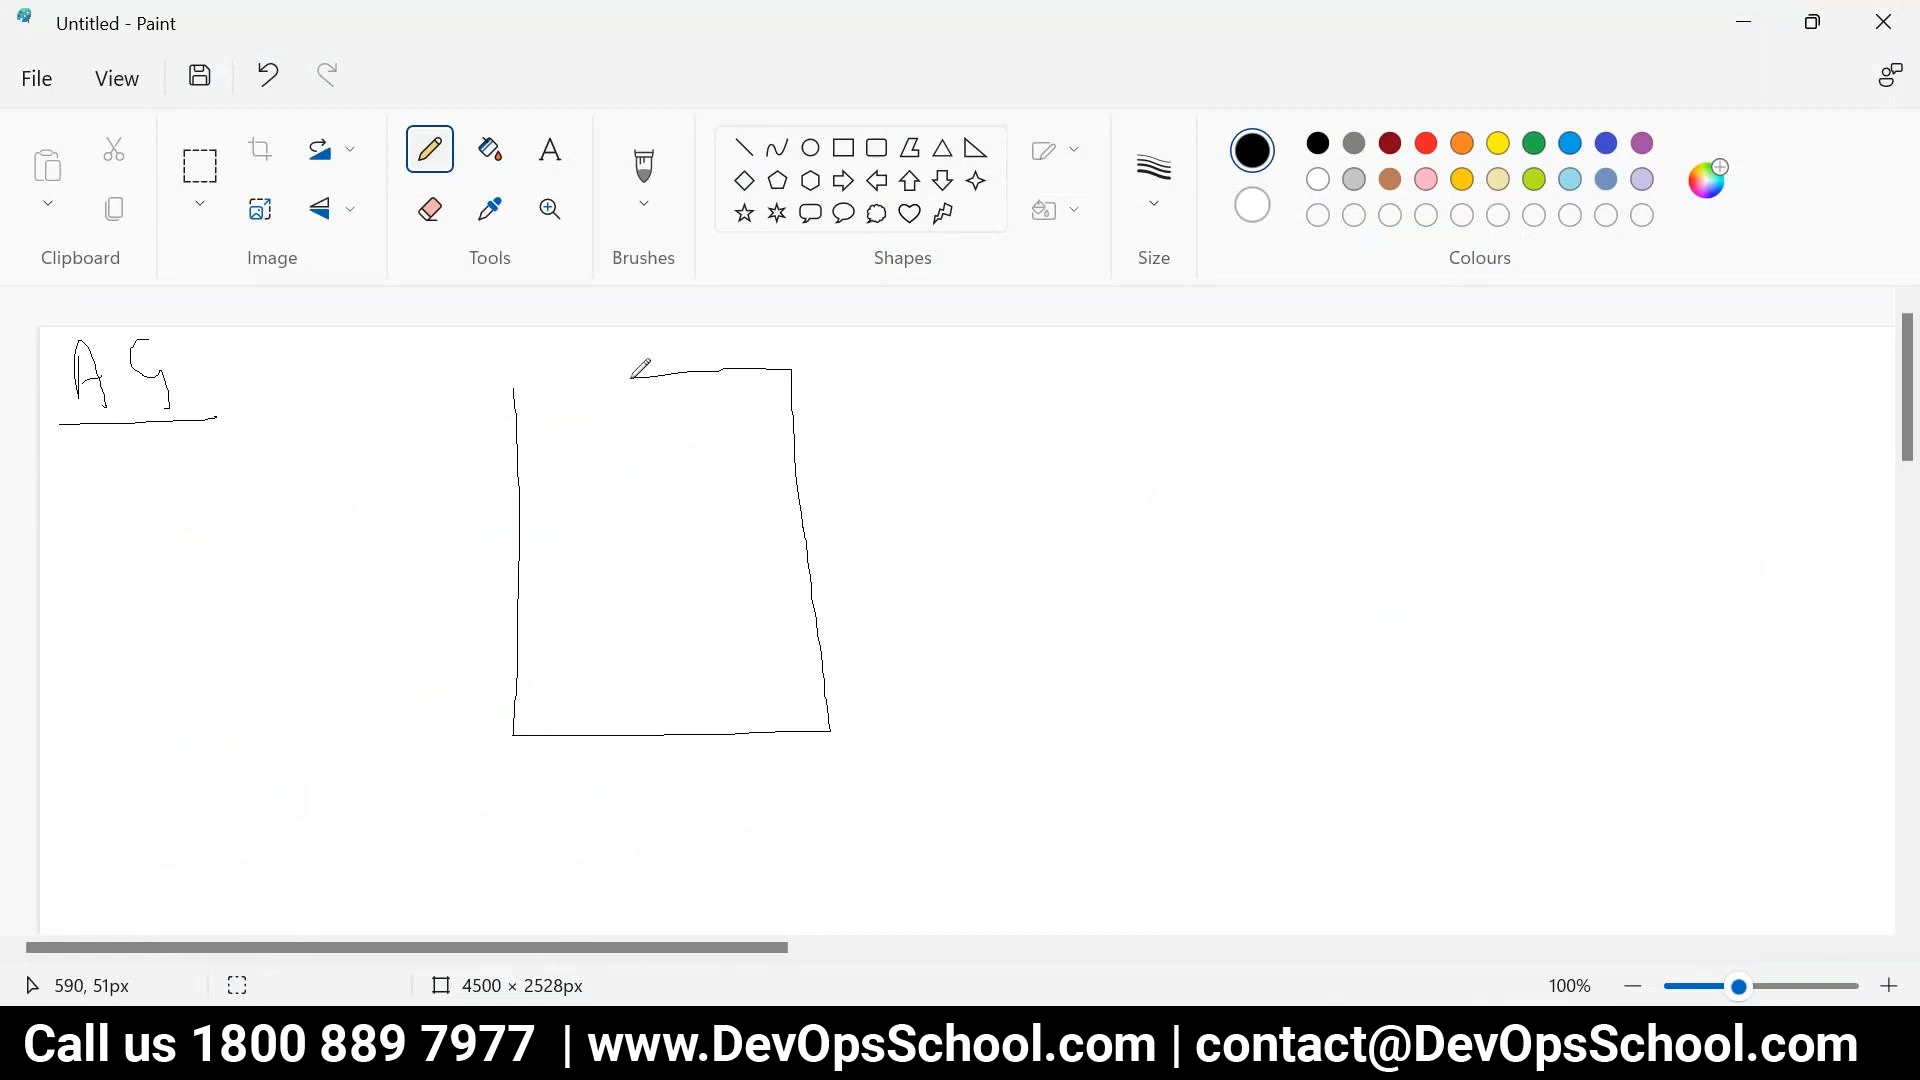 Untitled - Paint
File View
Clipboard
Image
Tools
Brushes
Shapes
Size
Colours
A G
590, 51px
4500 × 2528px
100%
Call us 1800 889 7977 | www.DevOpsSchool.com | contact@DevOpsSchool.com